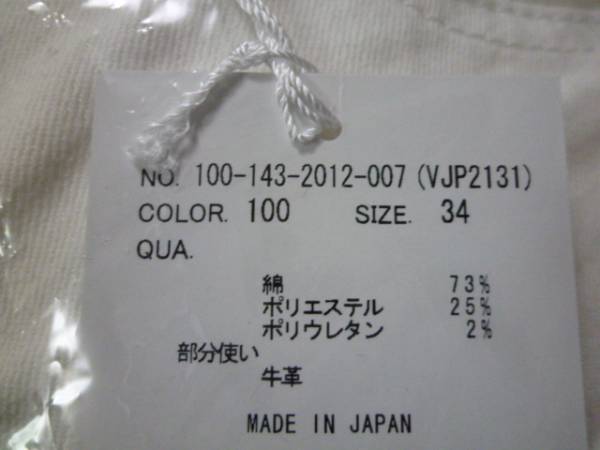 NO. 100-143-2012-007 (VJP2131)
COLOR. 100 SIZE. 34
QUA.
綿 73%
ポリエステル 25%
ポリウレタン 2%
部分使い
牛革
MADE IN JAPAN